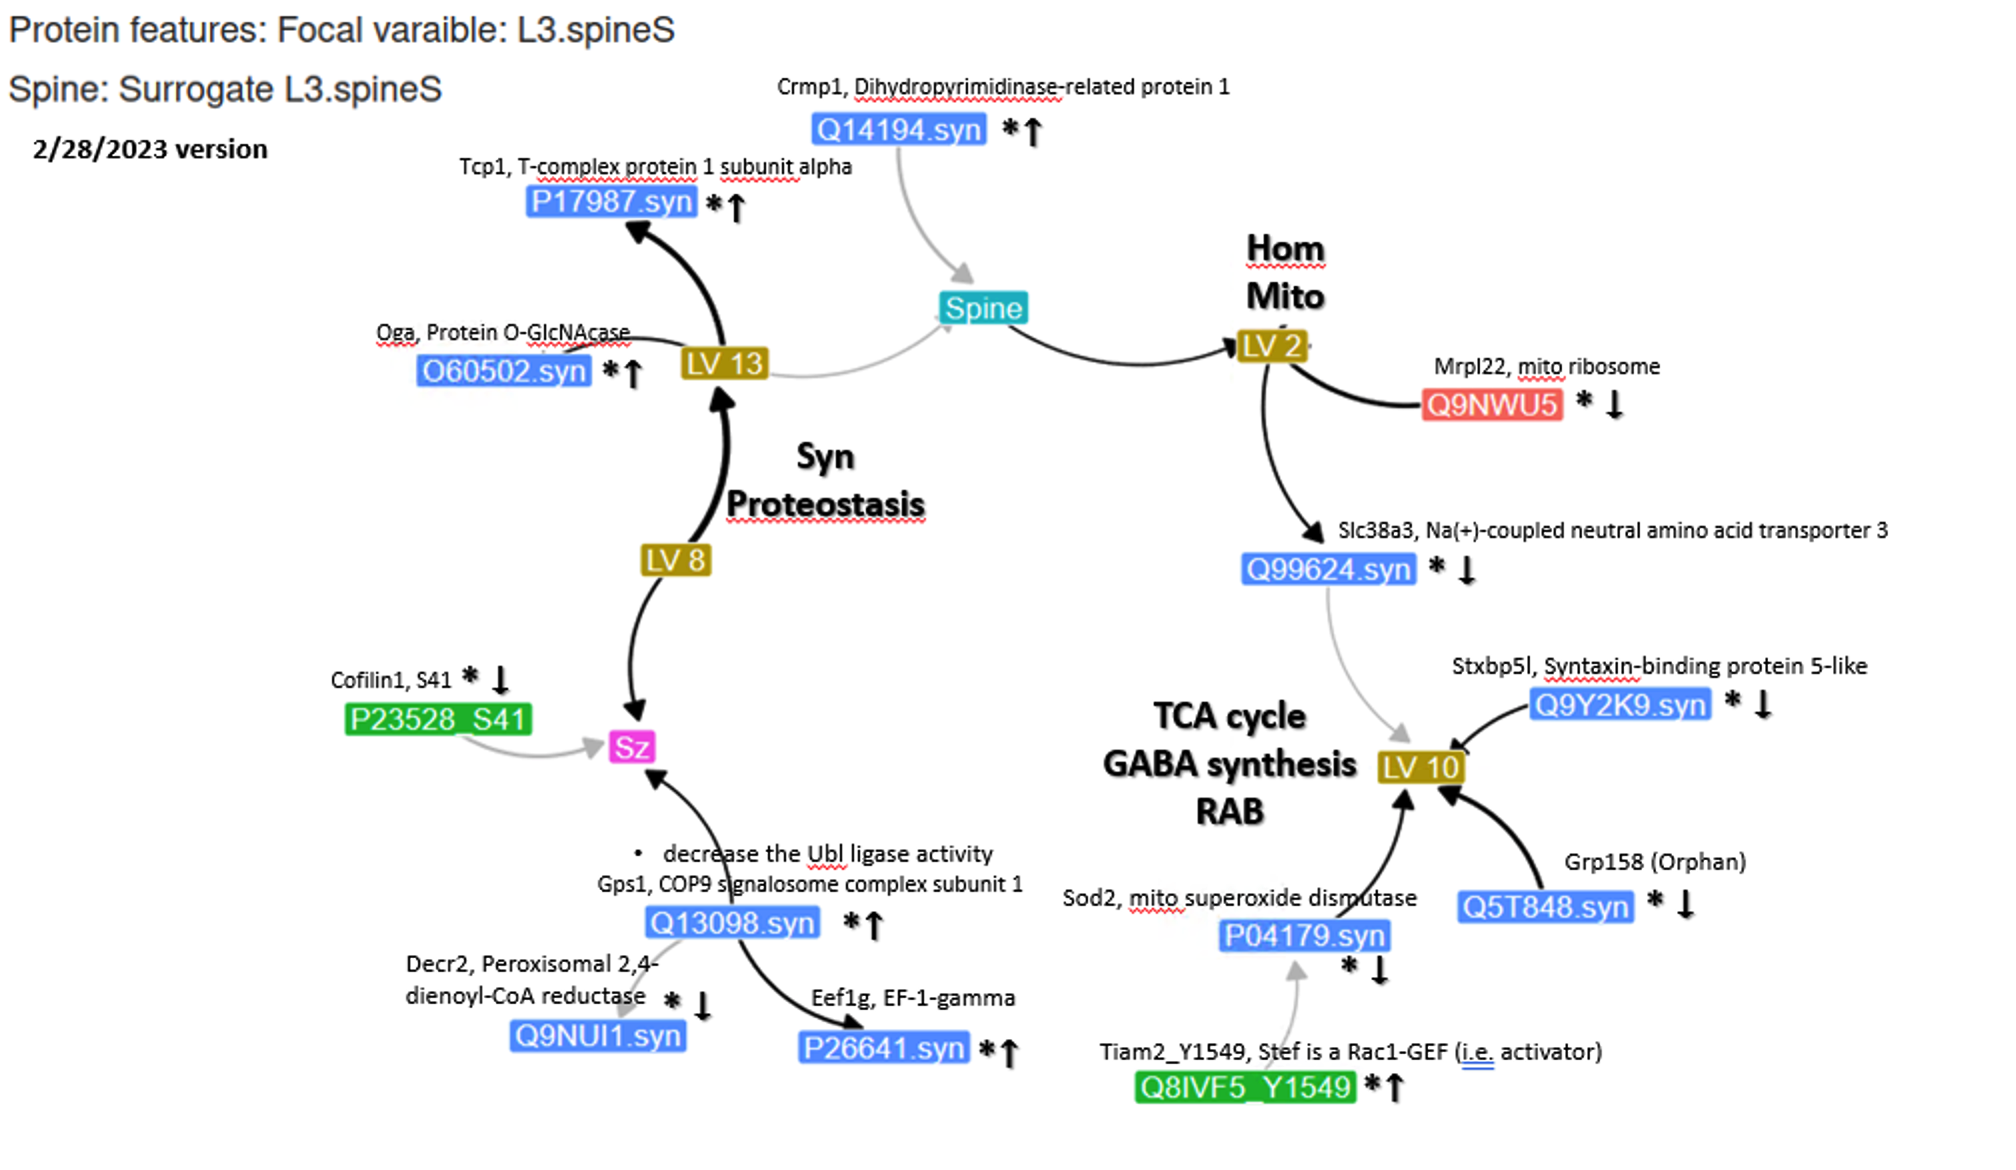 Protein features: Focal varaible: L3.spineS
Spine: Surrogate L3.spineS
2/28/2023 version
Crmp1, Dihydropyrimidinase-related protein 1
Q14194.syn *↑
Tcp1, T-complex protein 1 subunit alpha
P17987.syn *↑
Hom
Mito
Spine
LV 2
Oga, Protein O-GlcNAcase
O60502.syn *↑
LV 13
Mrpl22, mito ribosome
Q9NWU5 * ↓
Syn
Proteostasis
LV 8
Slc38a3, Na(+)-coupled neutral amino acid transporter 3
Q99624.syn * ↓
Cofilin1, S41 * ↓
P23528_S41
Sz
Stxbp5l, Syntaxin-binding protein 5-like
Q9Y2K9.syn * ↓
TCA cycle
GABA synthesis
RAB
LV 10
• decrease the Ubl ligase activity
Gps1, COP9 signalosome complex subunit 1
Q13098.syn *↑
Grp158 (Orphan)
Q5T848.syn * ↓
Sod2, mito superoxide dismutase
P04179.syn
* ↓
Decr2, Peroxisomal 2,4-
dienoyl-CoA reductase * ↓
Q9NUI1.syn
Eef1g, EF-1-gamma
P26641.syn *↑
Tiam2_Y1549, Stef is a Rac1-GEF (i.e. activator)
Q8IVF5_Y1549 *↑